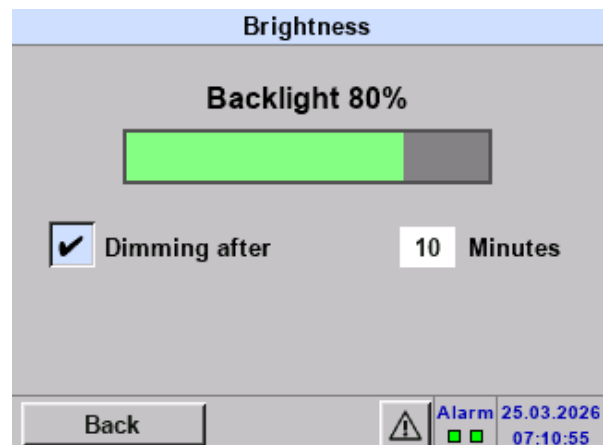 Brightness
Backlight 80%
Dimming after 10 Minutes
Back
Alarm 25.03.2026
07:10:55